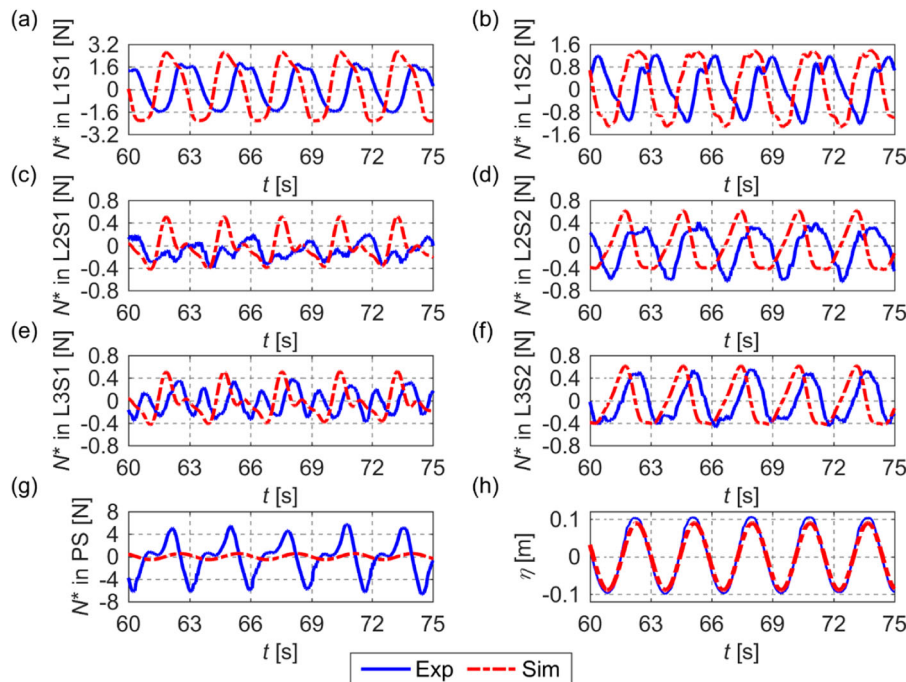 (a)
N* in L1S1 [N]
3.2
1.6
0
-1.6
-3.2
60 63 66 69 72 75
t [s]
(b)
N* in L1S2 [N]
1.6
0.8
0
-0.8
-1.6
60 63 66 69 72 75
t [s]
(c)
N* in L2S1 [N]
0.8
0.4
0
-0.4
-0.8
60 63 66 69 72 75
t [s]
(d)
N* in L2S2 [N]
0.8
0.4
0
-0.4
-0.8
60 63 66 69 72 75
t [s]
(e)
N* in L3S1 [N]
0.8
0.4
0
-0.4
-0.8
60 63 66 69 72 75
t [s]
(f)
N* in L3S2 [N]
0.8
0.4
0
-0.4
-0.8
60 63 66 69 72 75
t [s]
(g)
N* in PS [N]
8
4
0
-4
-8
60 63 66 69 72 75
t [s]
(h)
η [m]
0.1
0
-0.1
60 63 66 69 72 75
t [s]
Exp Sim